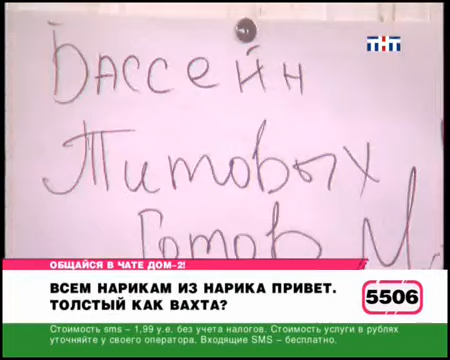 Бассейн
ТНТ
Титовых
Готов М.
ОБЩАЙСЯ В ЧАТЕ ДОМ-2!
ВСЕМ НАРИКАМ ИЗ НАРИКА ПРИВЕТ.
ТОЛСТЫЙ КАК ВАХТА?
5506
Стоимость sms – 1,99 у.е. без учета налогов. Стоимость услуги в рублях
уточняйте у своего оператора. Входящие SMS – бесплатно.